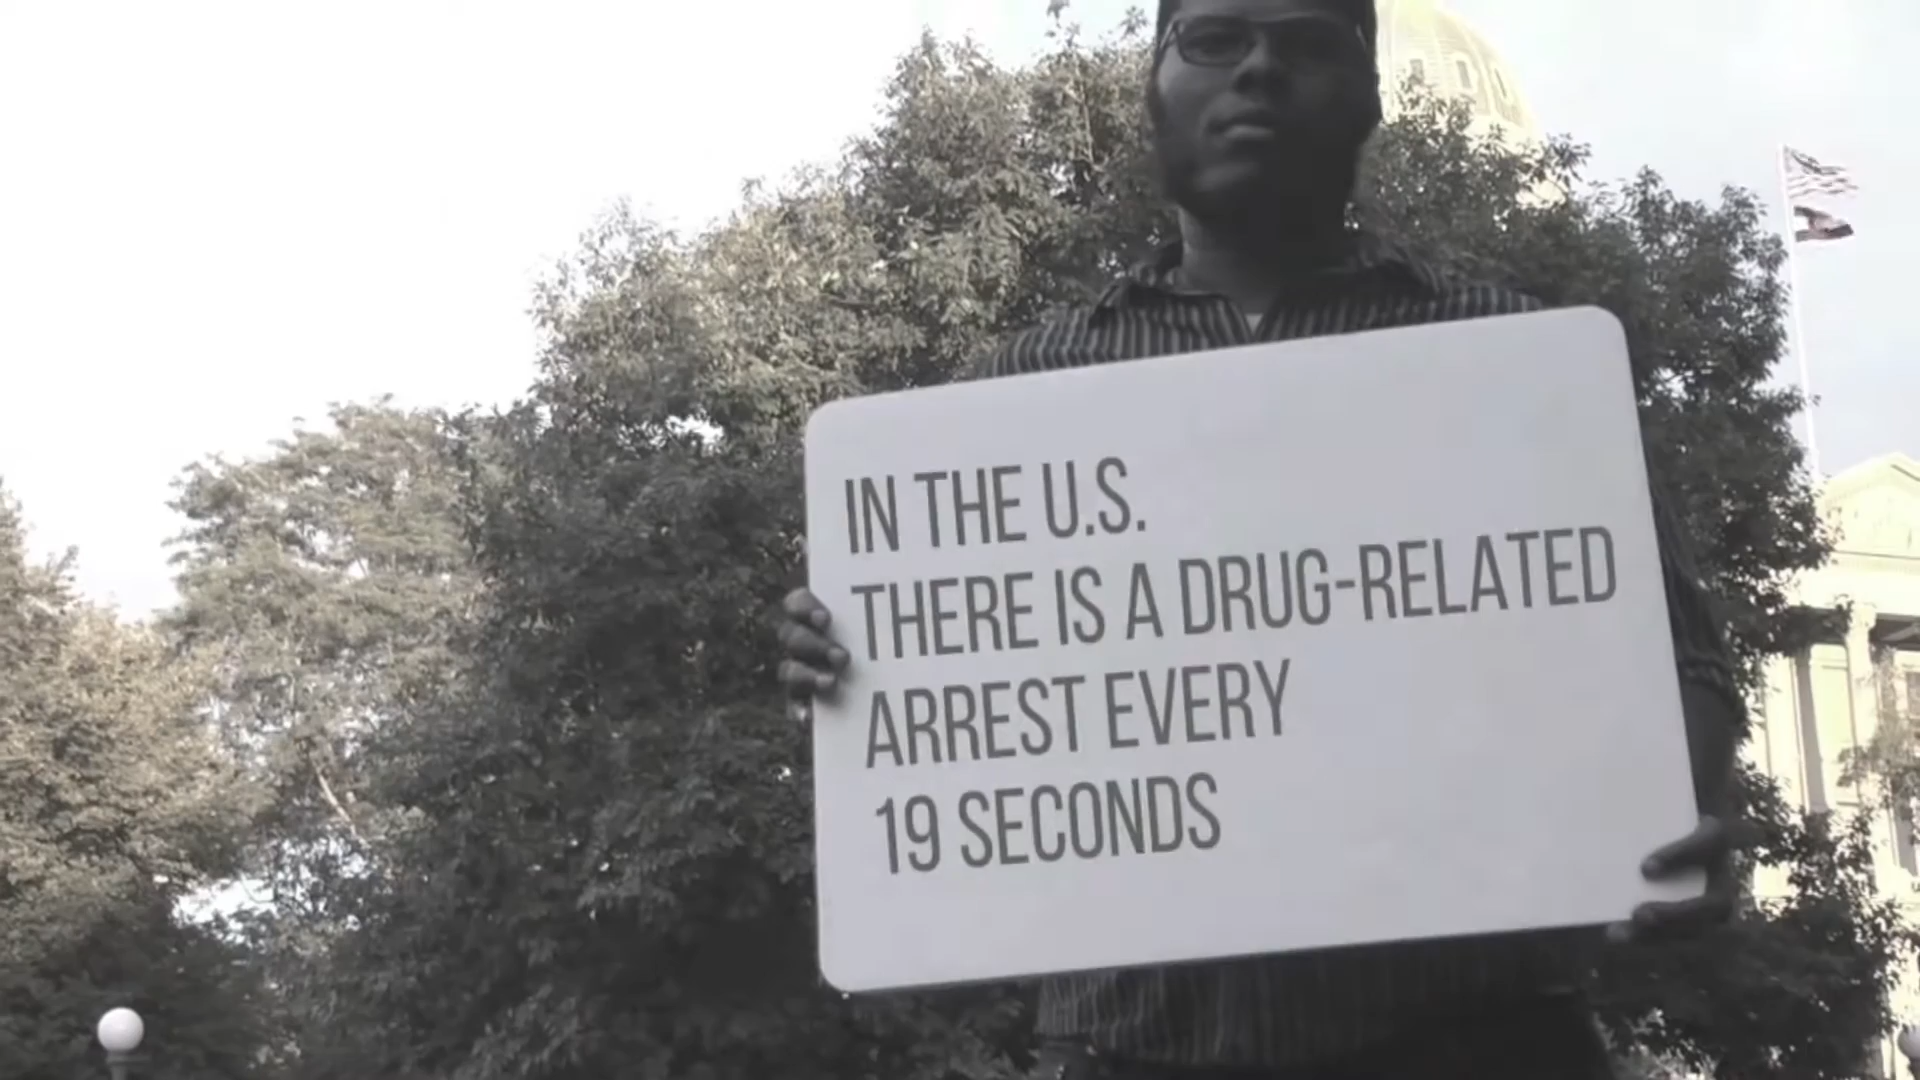 IN THE U.S.
THERE IS A DRUG-RELATED
ARREST EVERY
19 SECONDS